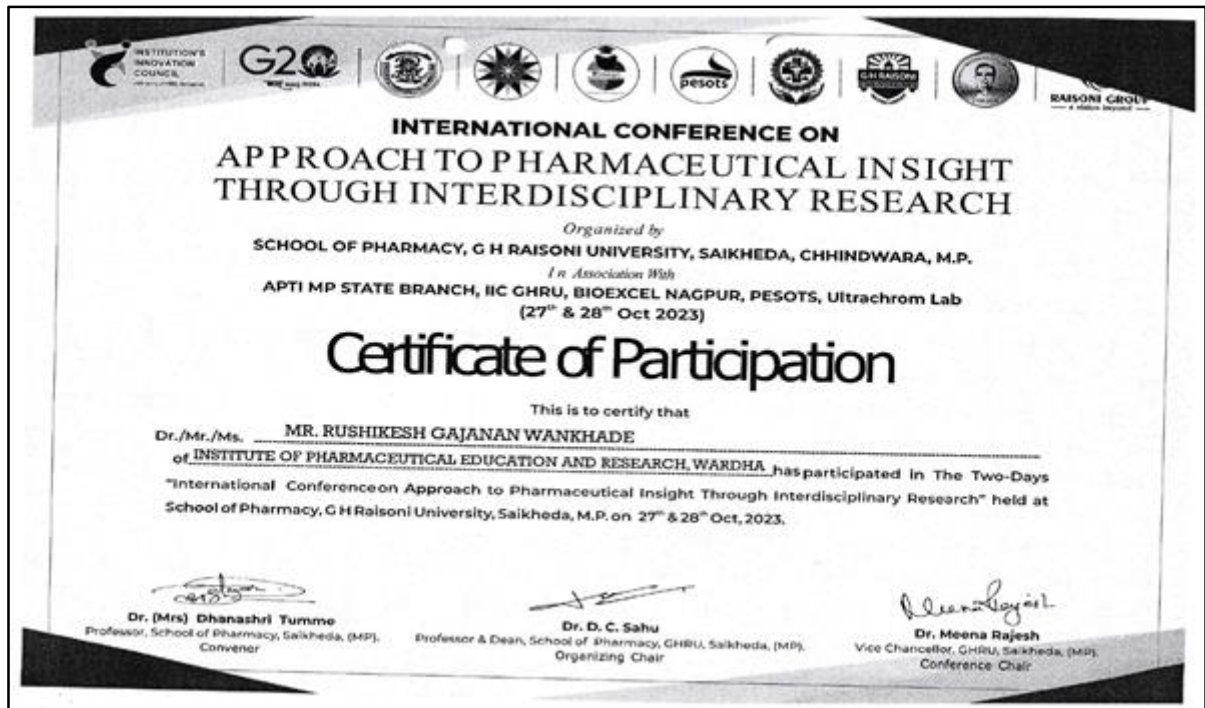 INSTITUTION'S
INNOVATION
COUNCIL
G20
pesots
G H RAISONI
RAISONI GROUP
a vision beyond
INTERNATIONAL CONFERENCE ON
APPROACH TO PHARMACEUTICAL INSIGHT
THROUGH INTERDISCIPLINARY RESEARCH
Organized by
SCHOOL OF PHARMACY, G H RAISONI UNIVERSITY, SAIKHEDA, CHHINDWARA, M.P.
In Association With
APTI MP STATE BRANCH, IIC GHRU, BIOEXCEL NAGPUR, PESOTS, Ultrachrom Lab
(27th & 28th Oct 2023)
Certificate of Participation
This is to certify that
Dr./Mr./Ms. MR. RUSHIKESH GAJANAN WANKHADE
of INSTITUTE OF PHARMACEUTICAL EDUCATION AND RESEARCH, WARDHA has participated in The Two-Days
"International Conferenceon Approach to Pharmaceutical Insight Through Interdisciplinary Research" held at
School of Pharmacy, G H Raisoni University, Saikheda, M.P. on 27th & 28th Oct, 2023.
Dr. (Mrs) Dhanashri Tumme
Professor, School of Pharmacy, Saikheda, (MP).
Convener
Dr. D. C. Sahu
Professor & Dean, School of Pharmacy, GHRU, Saikheda, (MP).
Organizing Chair
Meena Rajesh
Dr. Meena Rajesh
Vice Chancellor, GHRU, Saikheda, (MP).
Conference Chair